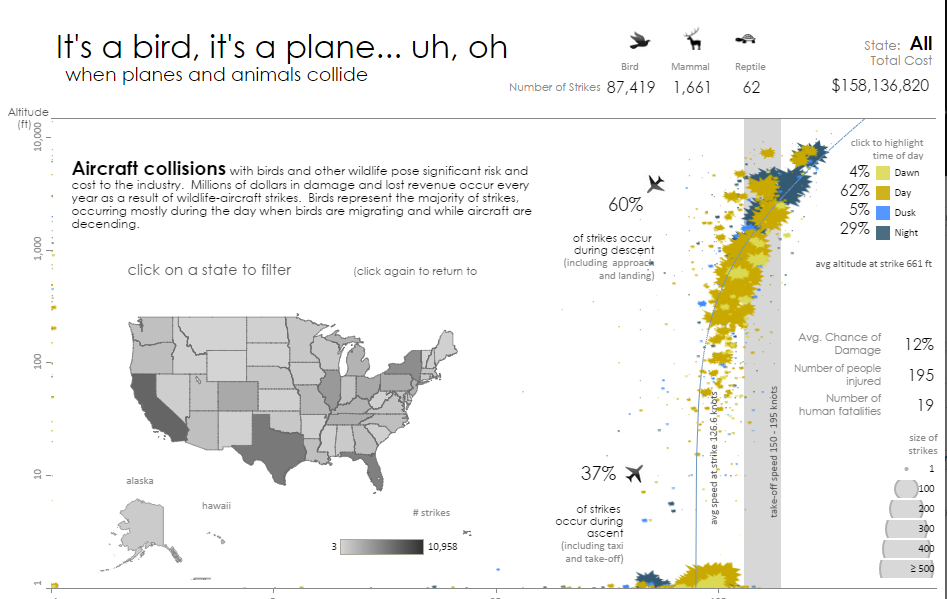 It's a bird, it's a plane... uh, oh
when planes and animals collide
Bird Mammal Reptile
Number of Strikes 87,419 1,661 62
State: All
Total Cost
$158,136,820
Altitude
(ft)
10,000
1,000
100
10
1
Aircraft collisions with birds and other wildlife pose significant risk and
cost to the industry. Millions of dollars in damage and lost revenue occur every
year as a result of wildlife-aircraft strikes. Birds represent the majority of strikes,
occurring mostly during the day when birds are migrating and while aircraft are
decending.
click on a state to filter
(click again to return to
alaska
hawaii
# strikes
3 10,958
60%
of strikes occur
during descent
(including approach
and landing)
37%
of strikes
occur during
ascent
(including taxi
and take-off)
avg speed at strike 126.6 knots
take-off speed 150 - 195 knots
click to highlight
time of day
4% Dawn
62% Day
5% Dusk
29% Night
avg altitude at strike 661 ft
Avg. Chance of
Damage
12%
Number of people
injured
195
Number of
human fatalities
19
size of
strikes
1
100
200
300
400
≥ 500